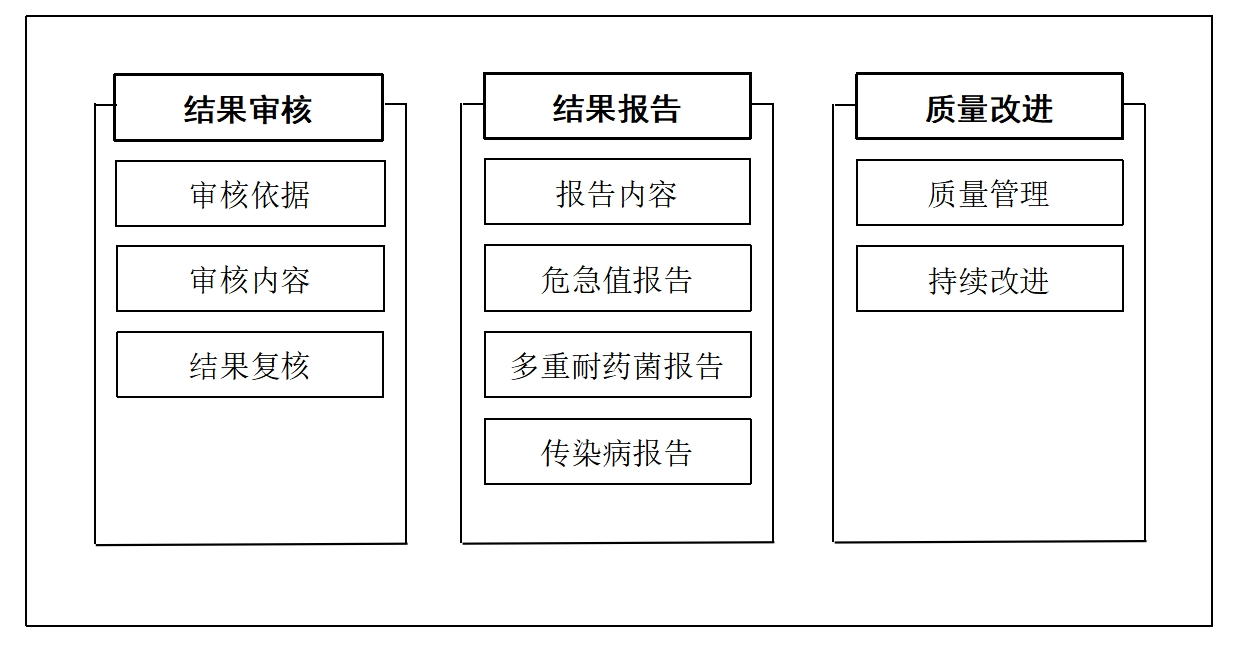 结果审核
审核依据
审核内容
结果复核
结果报告
报告内容
危急值报告
多重耐药菌报告
传染病报告
质量改进
质量管理
持续改进